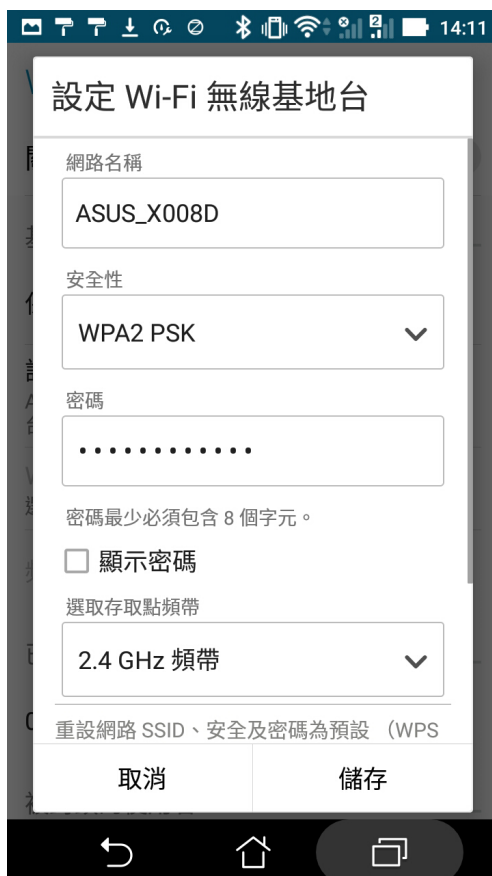 14:11
設定 Wi-Fi 無線基地台
網路名稱
ASUS_X008D
安全性
WPA2 PSK
密碼
••••••••••••
密碼最少必須包含 8 個字元。
顯示密碼
選取存取點頻帶
2.4 GHz 頻帶
重設網路 SSID、安全及密碼為預設 （WPS
取消
儲存